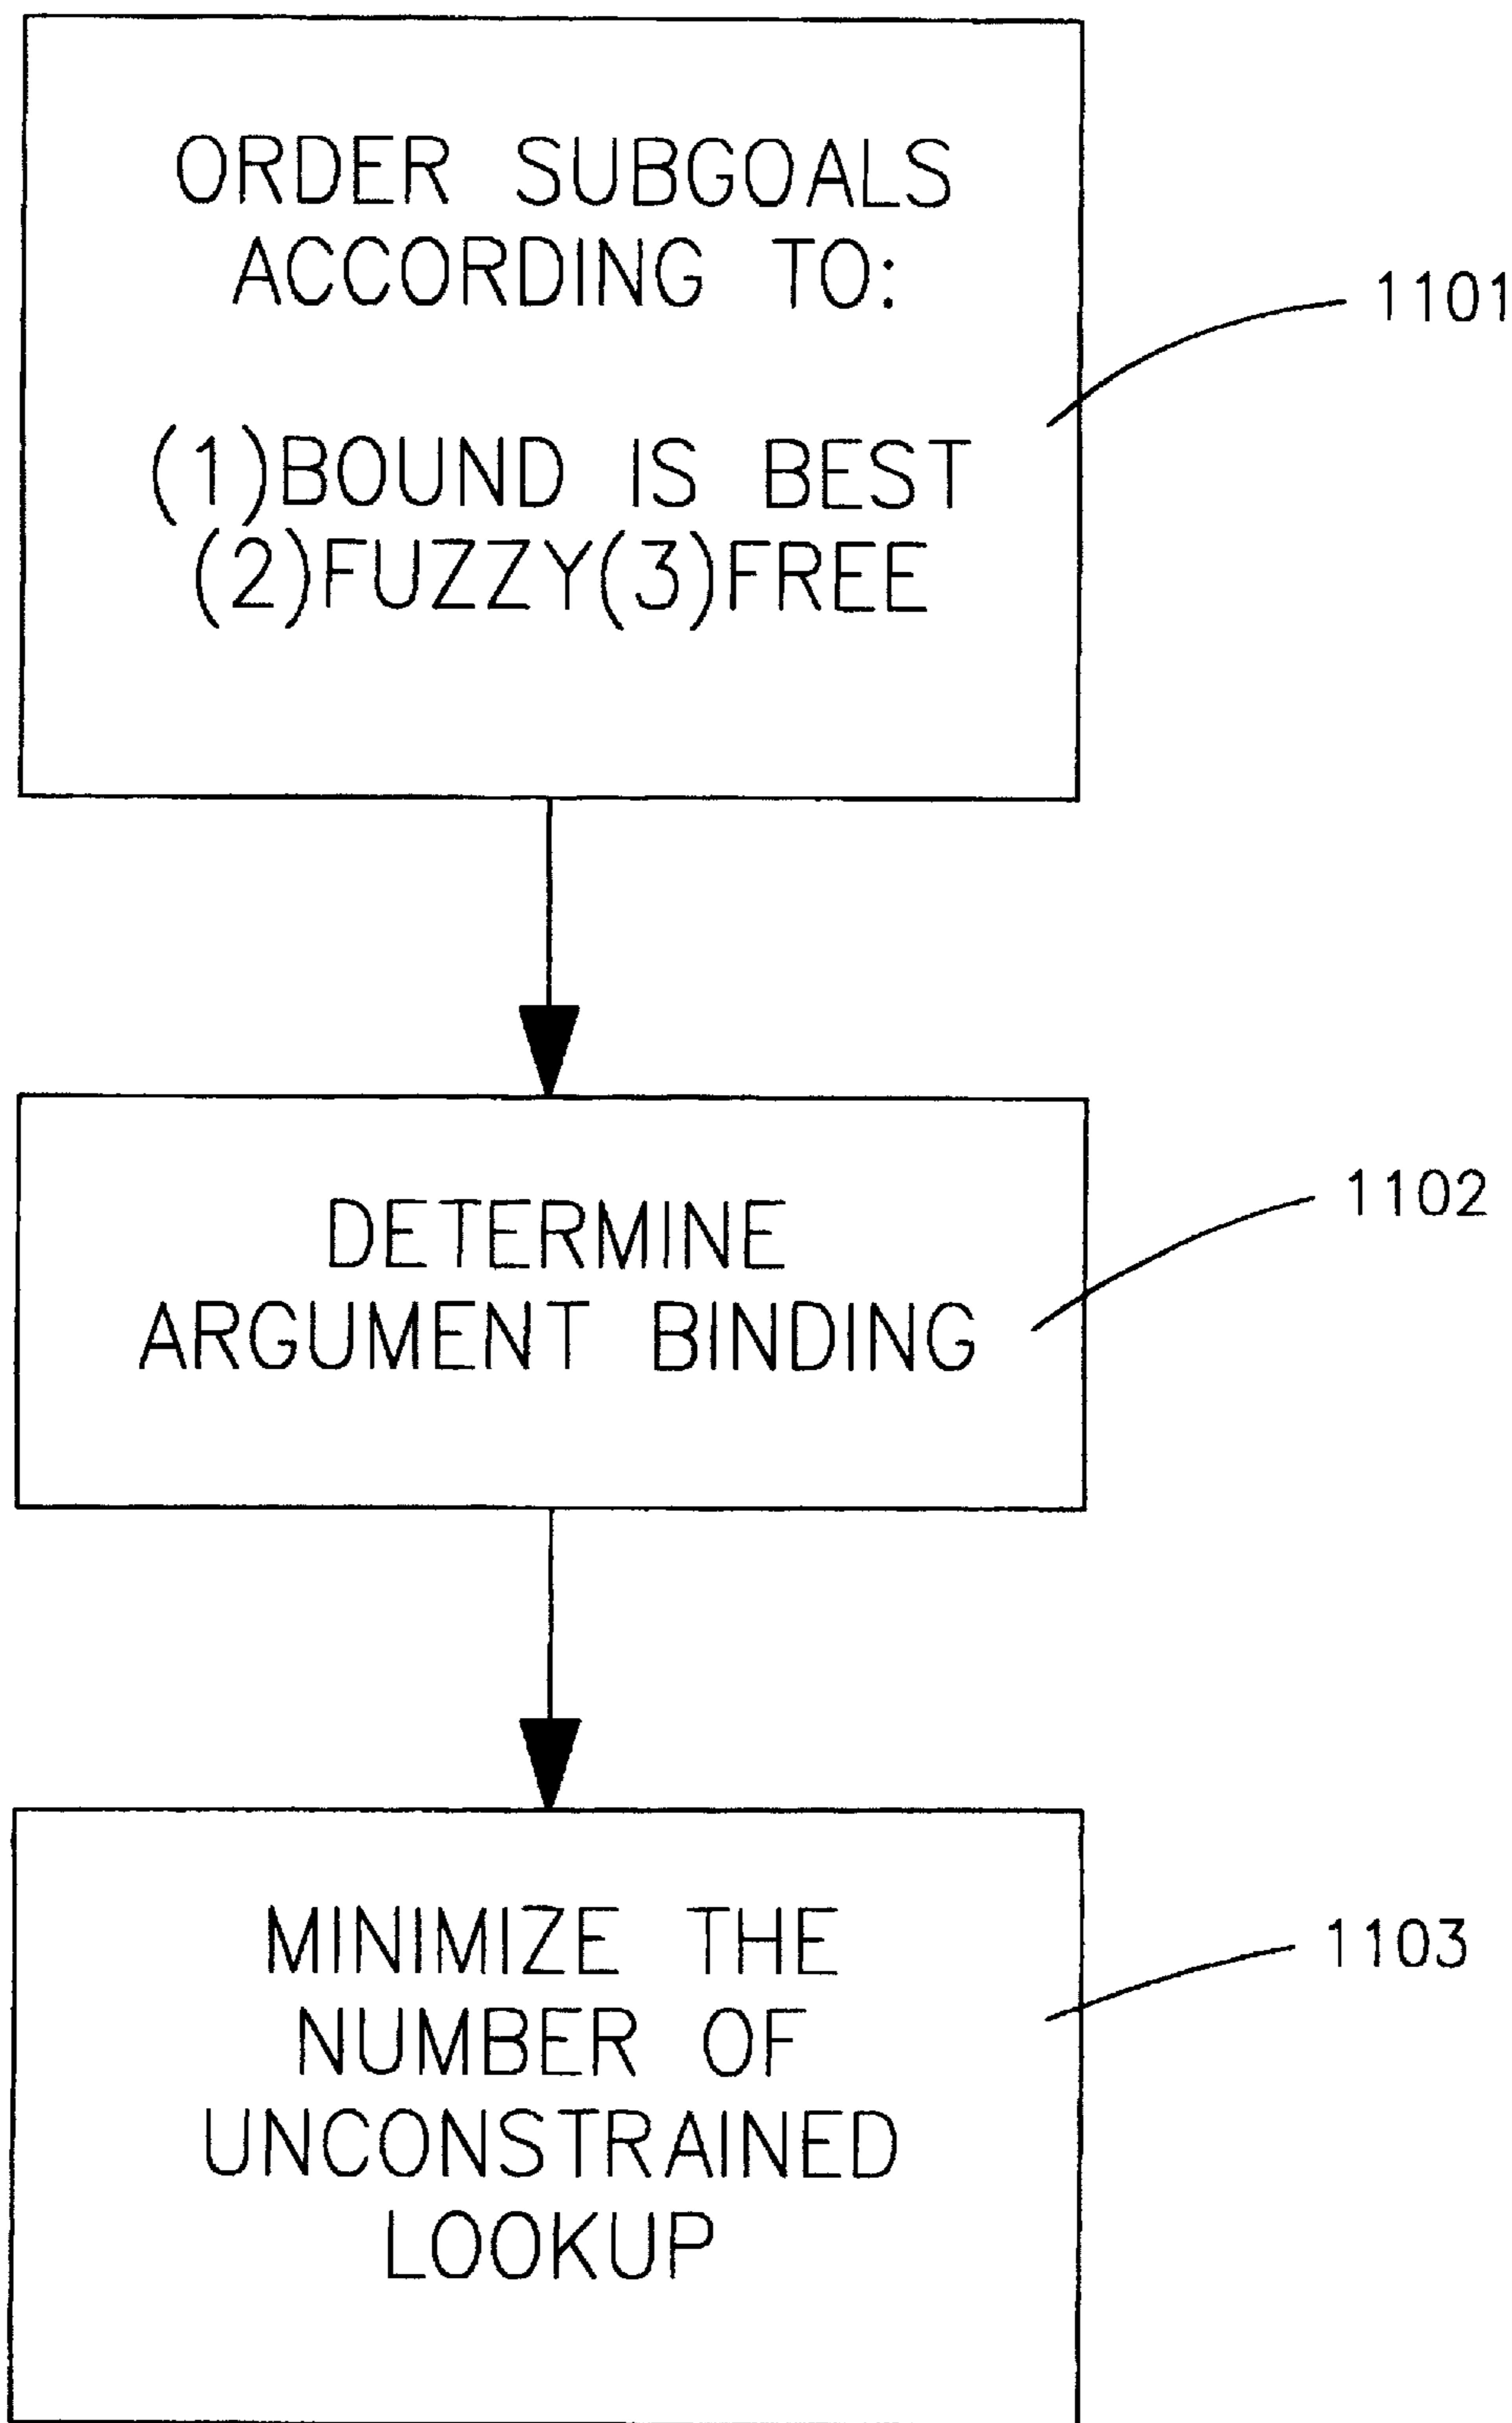 ORDER SUBGOALS
ACCORDING TO:
(1)BOUND IS BEST
(2)FUZZY(3)FREE
1101
DETERMINE
ARGUMENT BINDING
1102
MINIMIZE THE
NUMBER OF
UNCONSTRAINED
LOOKUP
1103